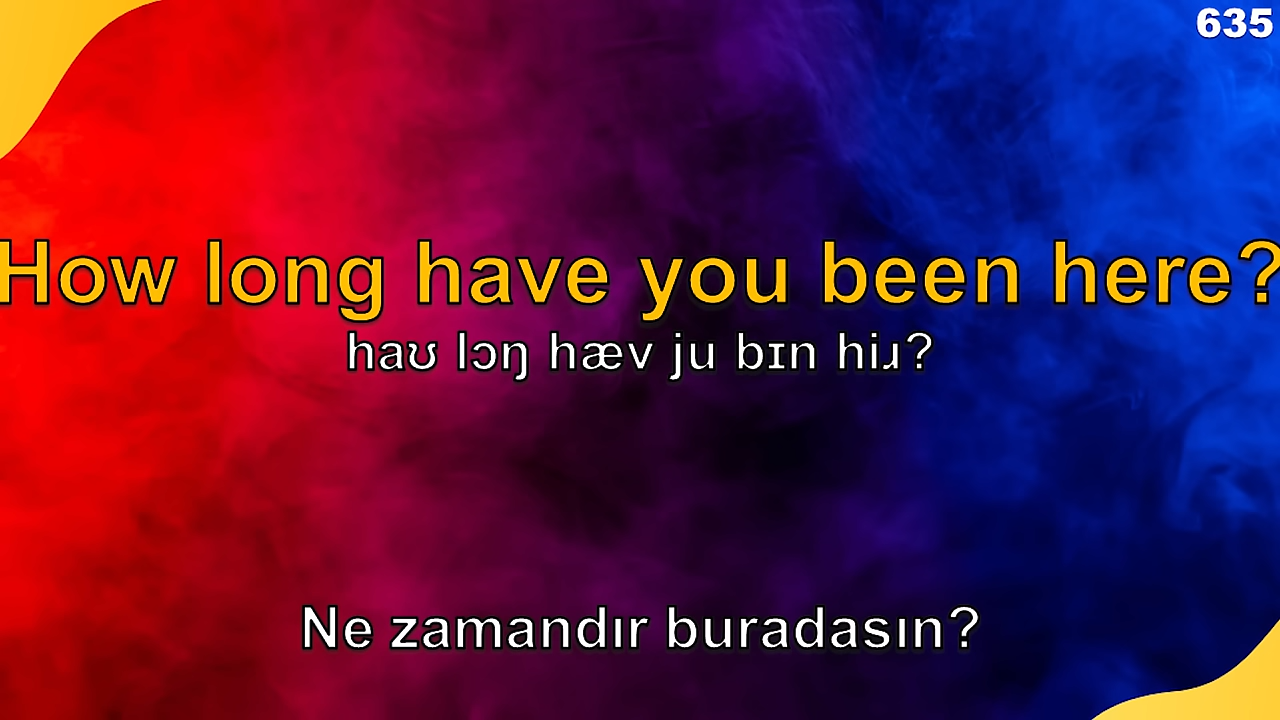 635
How long have you been here?
haʊ lɔŋ hæv ju bɪn hiɹ?
Ne zamandır buradasın?